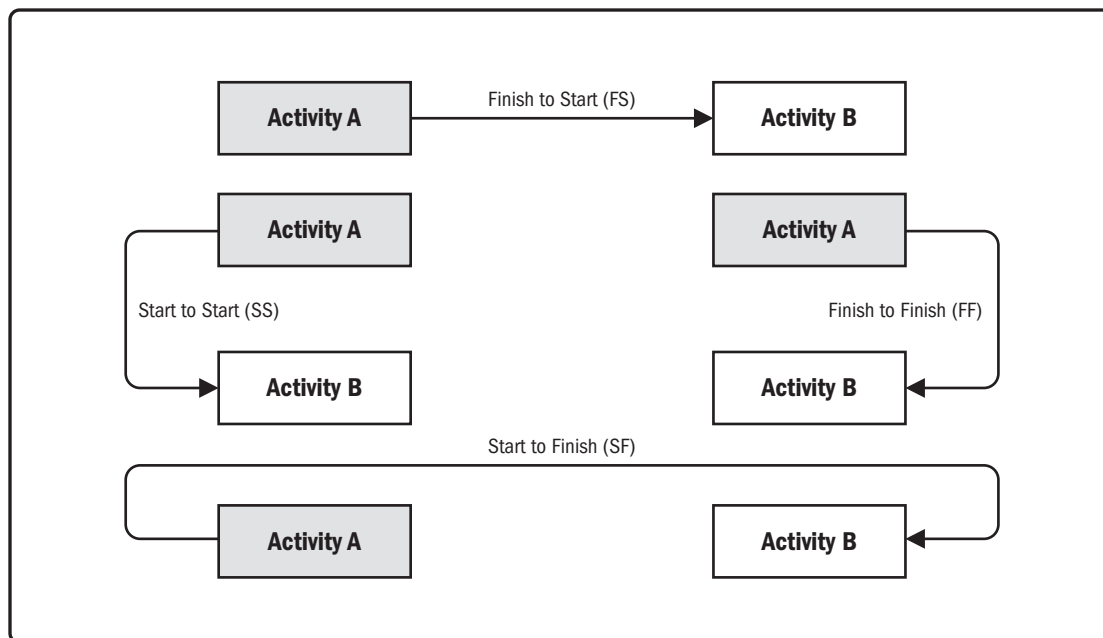 Activity A
Finish to Start (FS)
Activity B
Activity A
Activity A
Start to Start (SS)
Finish to Finish (FF)
Activity B
Activity B
Start to Finish (SF)
Activity A
Activity B